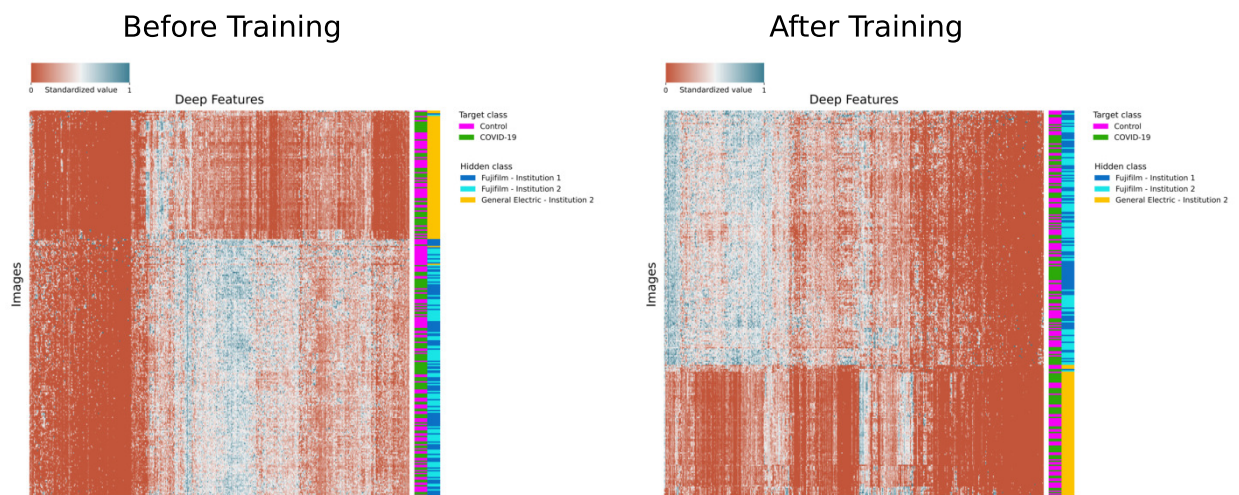 Before Training
0 Standardized value 1
Deep Features
Images
Target class
Control
COVID-19
Hidden class
Fujifilm - Institution 1
Fujifilm - Institution 2
General Electric - Institution 2
After Training
0 Standardized value 1
Deep Features
Images
Target class
Control
COVID-19
Hidden class
Fujifilm - Institution 1
Fujifilm - Institution 2
General Electric - Institution 2